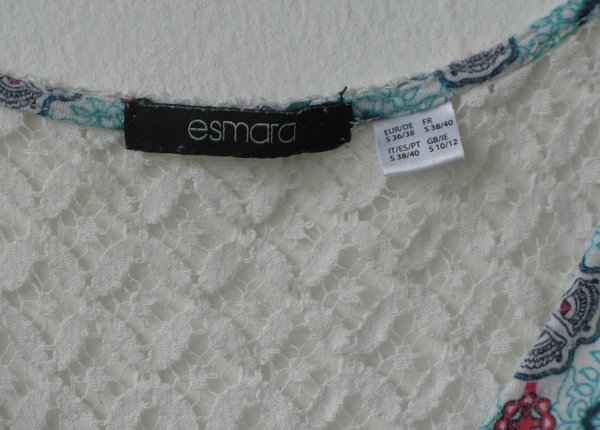 esmara
EUR/DE FR
S 36/38 S 38/40
IT/ES/PT GB/IE
S 38/40 S 10/12